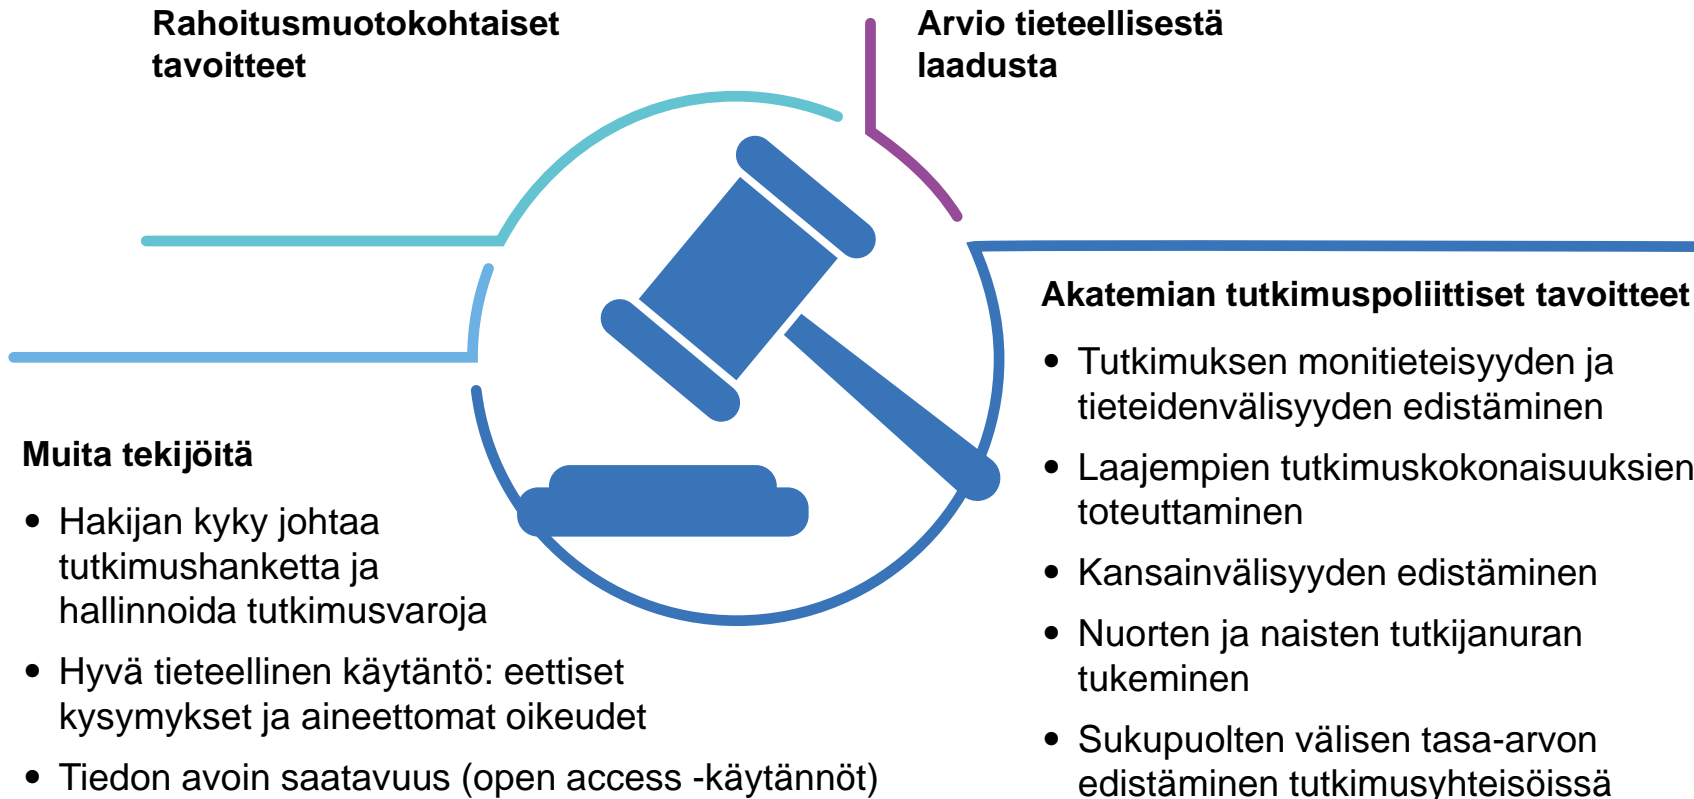 Rahoitusmuotokohtaiset
tavoitteet
Arvio tieteellisestä
laadusta
Akatemian tutkimuspoliittiset tavoitteet
• Tutkimuksen monitieteisyyden ja
tieteidenvälisyyden edistäminen
• Laajempien tutkimuskokonaisuuksien
toteuttaminen
• Kansainvälisyyden edistäminen
• Nuorten ja naisten tutkijanuran
tukeminen
• Sukupuolten välisen tasa-arvon
edistäminen tutkimusyhteisöissä
Muita tekijöitä
• Hakijan kyky johtaa
tutkimushanketta ja
hallinnoida tutkimusvaroja
• Hyvä tieteellinen käytäntö: eettiset
kysymykset ja aineettomat oikeudet
• Tiedon avoin saatavuus (open access -käytännöt)